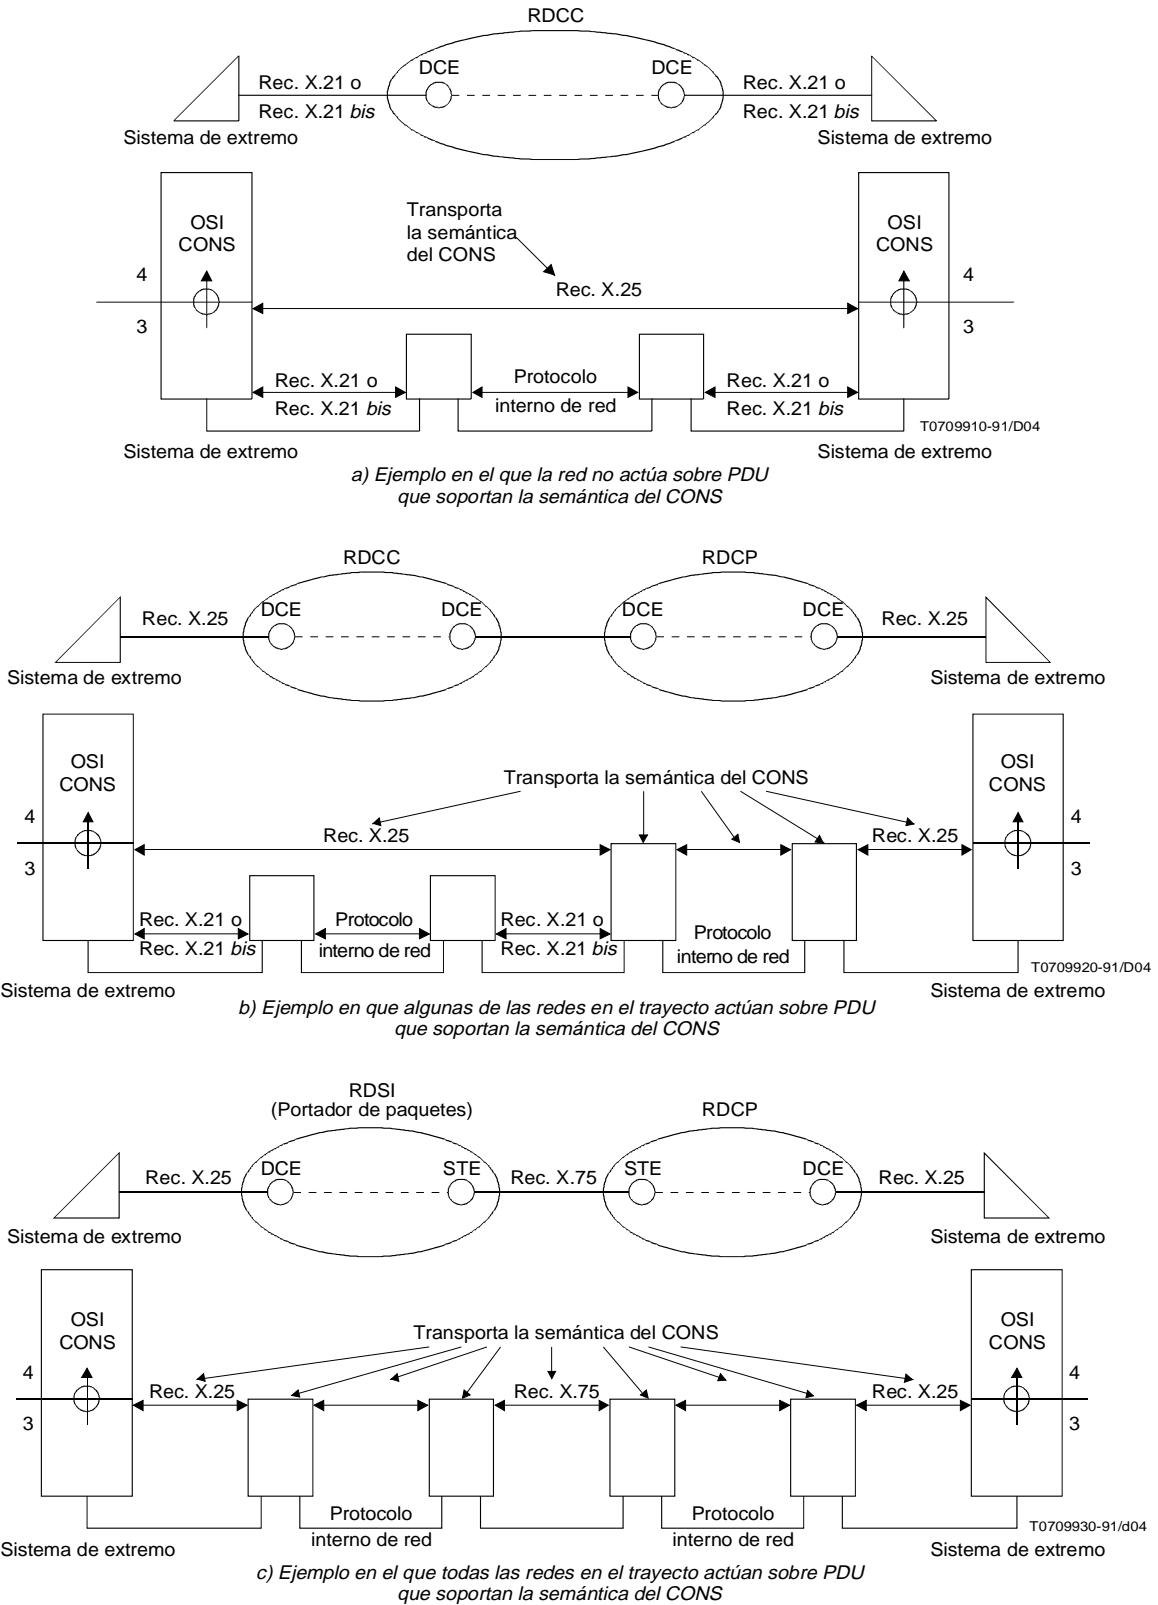 RDCC
DCE DCE
Rec. X.21 o Rec. X.21 o
Rec. X.21 bis Rec. X.21 bis
Sistema de extremo Sistema de extremo
OSI
CONS
Transporta
la semántica
del CONS
OSI
CONS
4 4
Rec. X.25
3 3
Rec. X.21 o Protocolo Rec. X.21 o
Rec. X.21 bis interno de red Rec. X.21 bis
T0709910-91/D04
Sistema de extremo Sistema de extremo
a) Ejemplo en el que la red no actúa sobre PDU
que soportan la semántica del CONS
RDCC RDCP
DCE DCE DCE DCE
Rec. X.25 Rec. X.25
Sistema de extremo Sistema de extremo
OSI
CONS
OSI
CONS
Transporta la semántica del CONS
4 4
Rec. X.25 Rec. X.25
3 3
Rec. X.21 o Protocolo Rec. X.21 o
Rec. X.21 bis interno de red Rec. X.21 bis
Protocolo
interno de red
T0709920-91/D04
Sistema de extremo Sistema de extremo
b) Ejemplo en que algunas de las redes en el trayecto actúan sobre PDU
que soportan la semántica del CONS
RDSI
(Portador de paquetes)
RDCP
DCE STE STE DCE
Rec. X.25 Rec. X.75 Rec. X.25
Sistema de extremo Sistema de extremo
OSI
CONS
OSI
CONS
Transporta la semántica del CONS
4 4
Rec. X.25 Rec. X.75 Rec. X.25
3 3
Protocolo
interno de red
Protocolo
interno de red
T0709930-91/d04
Sistema de extremo Sistema de extremo
c) Ejemplo en el que todas las redes en el trayecto actúan sobre PDU
que soportan la semántica del CONS